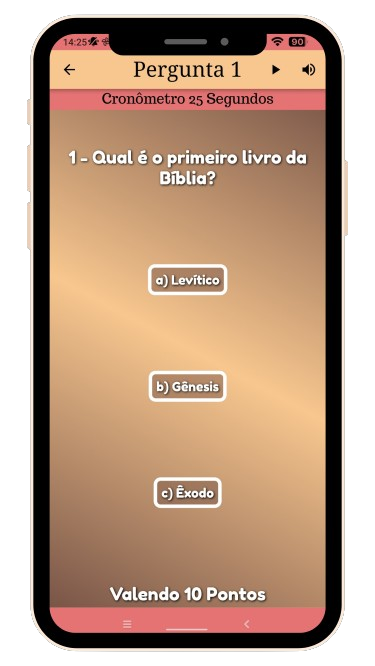 14:25
90
Pergunta 1
Cronômetro 25 Segundos
1 - Qual é o primeiro livro da
Bíblia?
a) Levítico
b) Gênesis
c) Êxodo
Valendo 10 Pontos